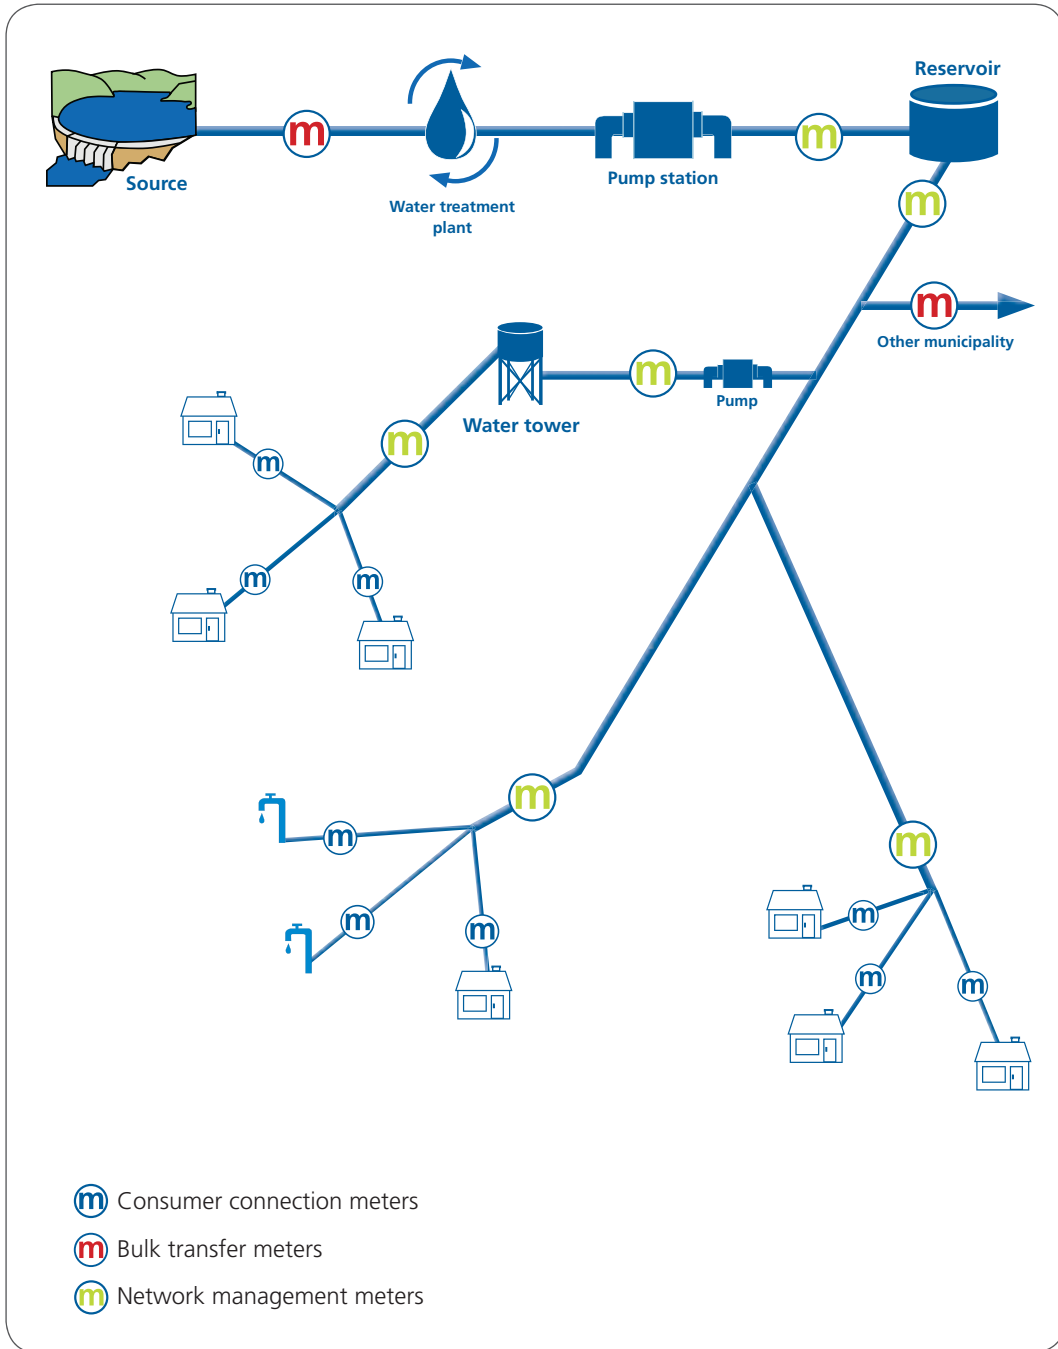 Reservoir
m
m
Source
Pump station
Water treatment
plant
m
m
Other municipality
m
Pump
Water tower
m
m
m
m
m
m
m
m
m
m
m
m
m
m Consumer connection meters
m Bulk transfer meters
m Network management meters